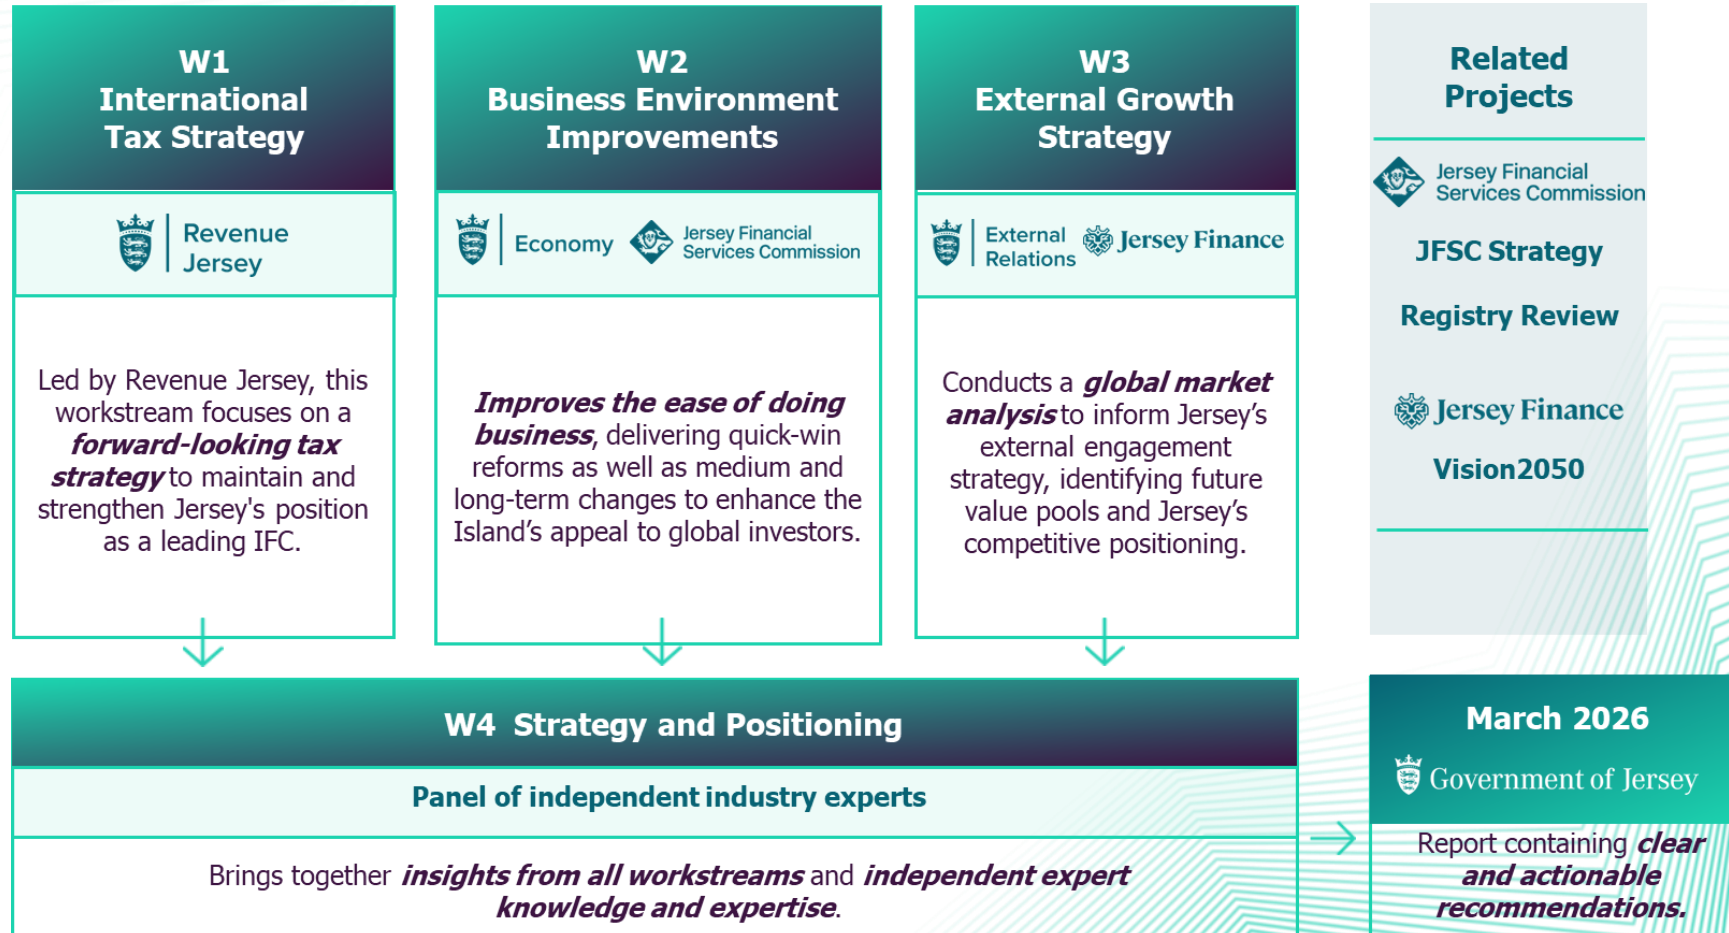 W1
International
Tax Strategy
Revenue
Jersey
Led by Revenue Jersey, this
workstream focuses on a
forward-looking tax
strategy to maintain and
strengthen Jersey's position
as a leading IFC.
W2
Business Environment
Improvements
Economy
Jersey Financial
Services Commission
Improves the ease of doing
business, delivering quick-win
reforms as well as medium and
long-term changes to enhance the
Island’s appeal to global investors.
W3
External Growth
Strategy
External
Relations
Jersey Finance
Conducts a global market
analysis to inform Jersey’s
external engagement
strategy, identifying future
value pools and Jersey’s
competitive positioning.
Related
Projects
Jersey Financial
Services Commission
JFSC Strategy
Registry Review
Jersey Finance
Vision2050
W4 Strategy and Positioning
Panel of independent industry experts
Brings together insights from all workstreams and independent expert
knowledge and expertise.
March 2026
Government of Jersey
Report containing clear
and actionable
recommendations.